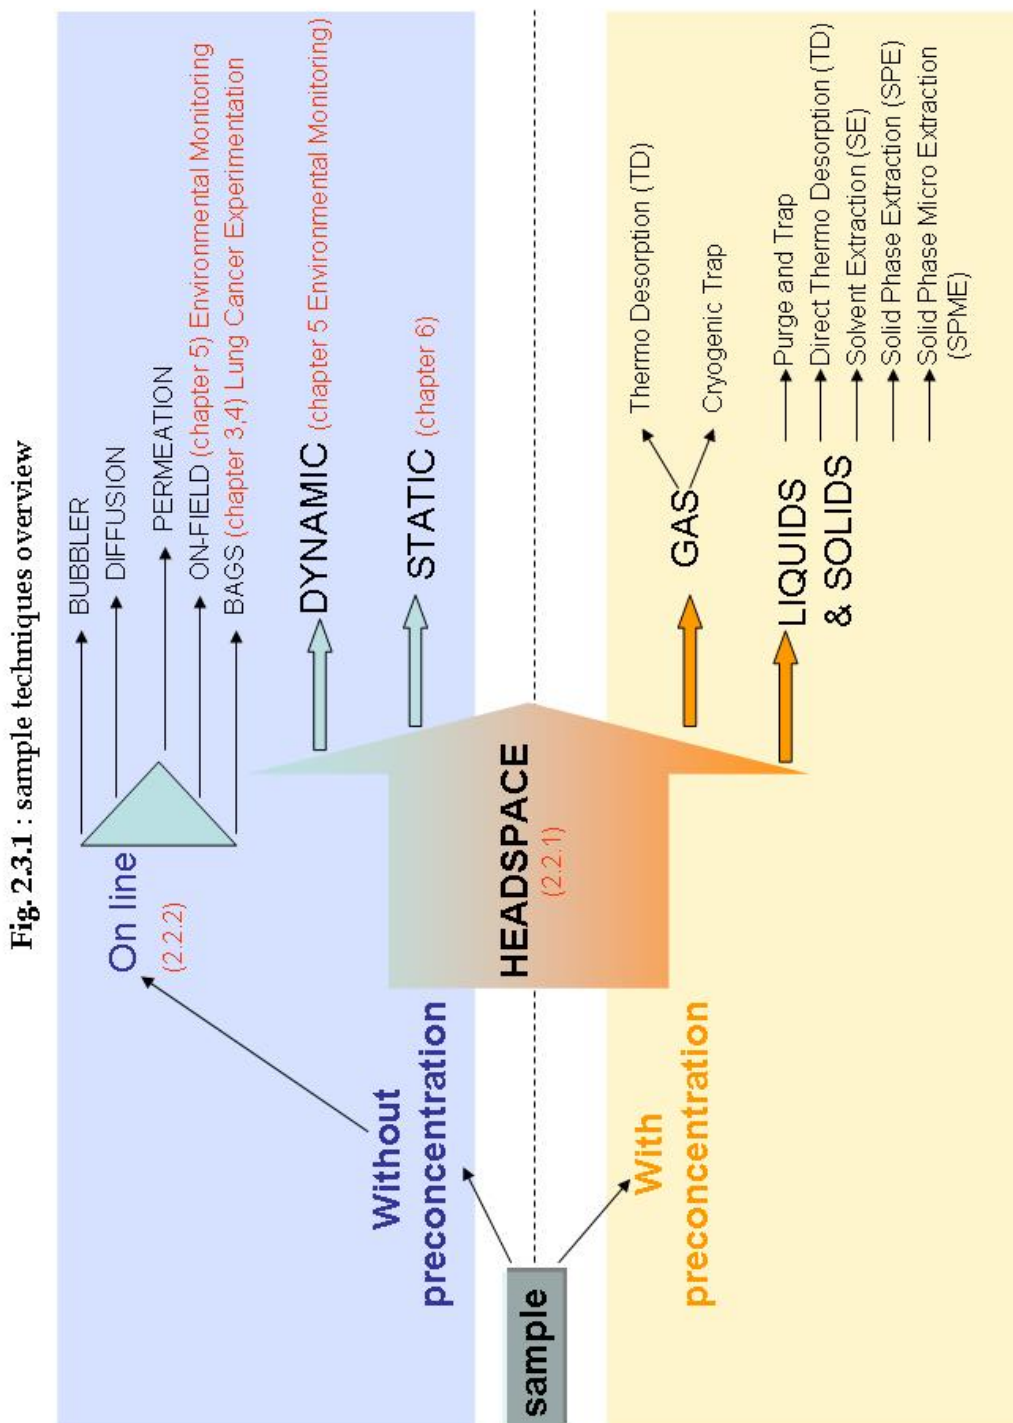 Fig. 2.3.1 : sample techniques overview
sample
Without
preconcentration
On line
(2.2.2)
BUBBLER
DIFFUSION
PERMEATION
ON-FIELD (chapter 5) Environmental Monitoring
BAGS (chapter 3,4) Lung Cancer Experimentation
HEADSPACE
(2.2.1)
DYNAMIC (chapter 5 Environmental Monitoring)
STATIC (chapter 6)
With
preconcentration
GAS
Thermo Desorption (TD)
Cryogenic Trap
LIQUIDS
& SOLIDS
Purge and Trap
Direct Thermo Desorption (TD)
Solvent Extraction (SE)
Solid Phase Extraction (SPE)
Solid Phase Micro Extraction
(SPME)